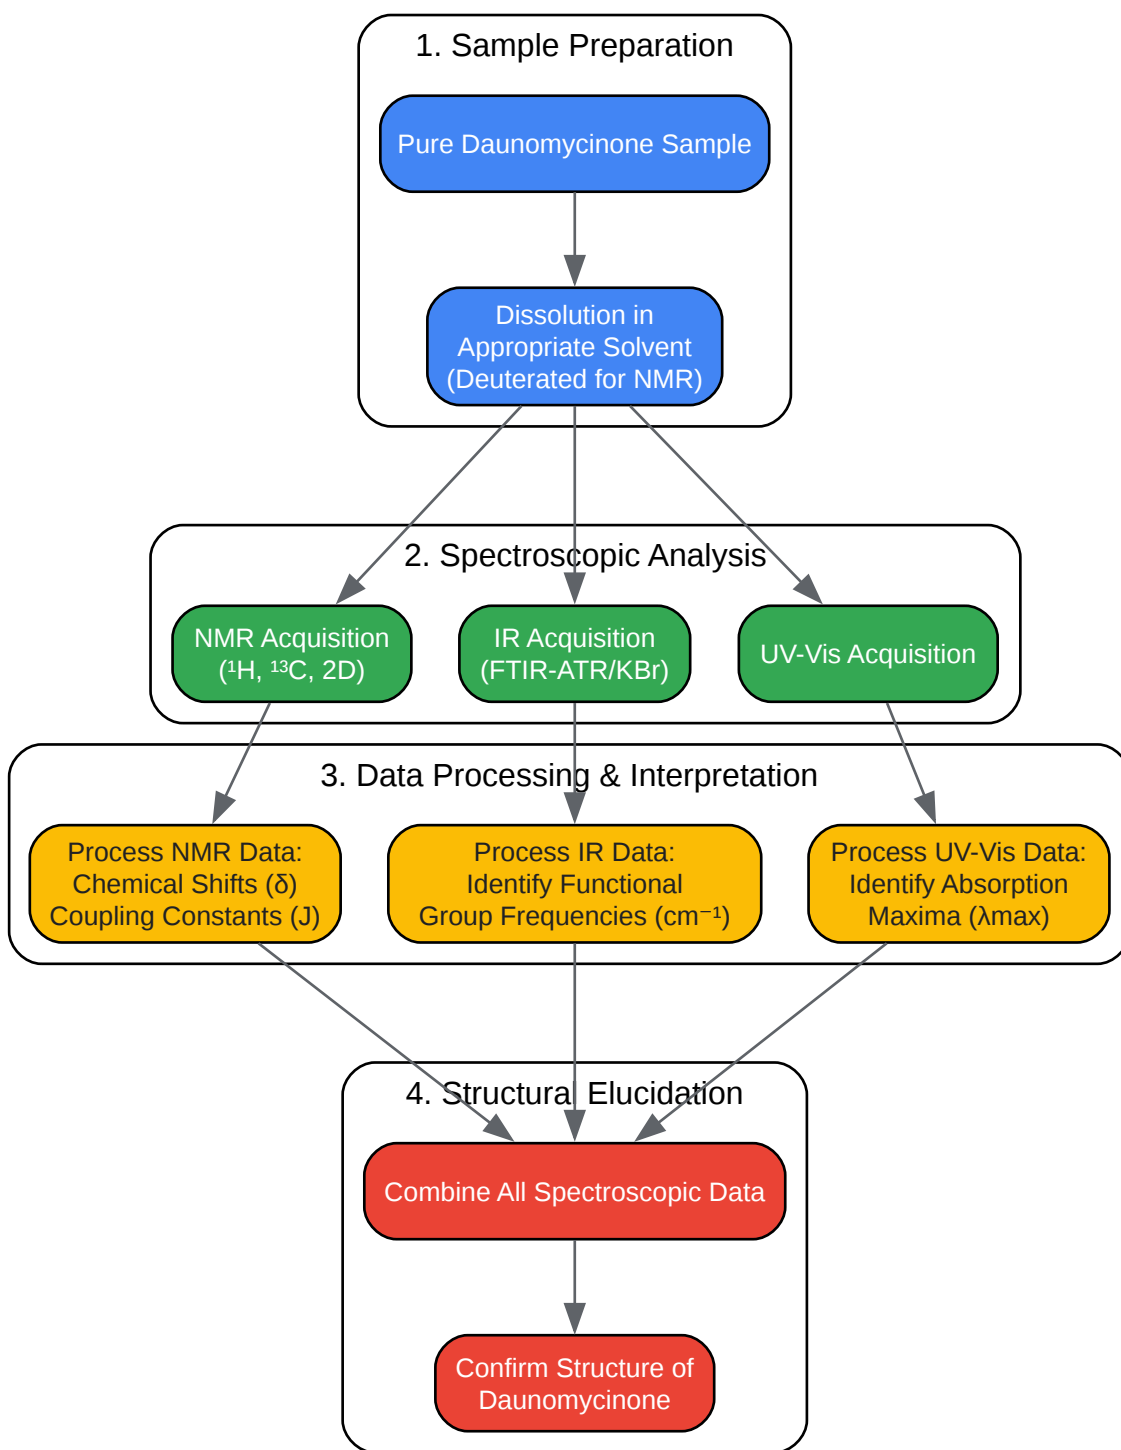 1. Sample Preparation
Pure Daunomycinone Sample
Dissolution in
Appropriate Solvent
(Deuterated for NMR)
2. Spectroscopic Analysis
NMR Acquisition
(¹H, ¹³C, 2D)
IR Acquisition
(FTIR-ATR/KBr)
UV-Vis Acquisition
3. Data Processing & Interpretation
Process NMR Data:
Chemical Shifts (δ)
Coupling Constants (J)
Process IR Data:
Identify Functional
Group Frequencies (cm⁻¹)
Process UV-Vis Data:
Identify Absorption
Maxima (λmax)
4. Structural Elucidation
Combine All Spectroscopic Data
Confirm Structure of
Daunomycinone